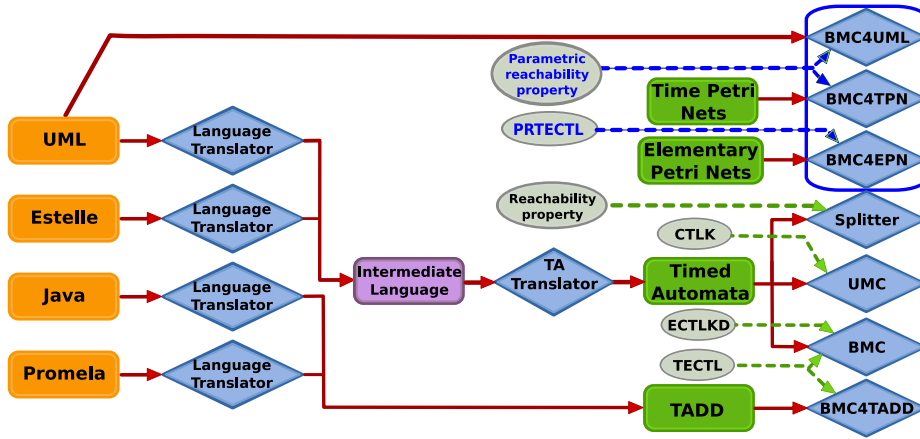 BMC4UML
Parametric
reachability
property
Time Petri
Nets
BMC4TPN
PRTECTL
UML
Language
Translator
Elementary
Petri Nets
BMC4EPN
Estelle
Language
Translator
Reachability
property
Splitter
CTLK
Java
Language
Translator
Intermediate
Language
TA
Translator
Timed
Automata
UMC
ECTLKD
BMC
Promela
Language
Translator
TECTL
TADD
BMC4TADD